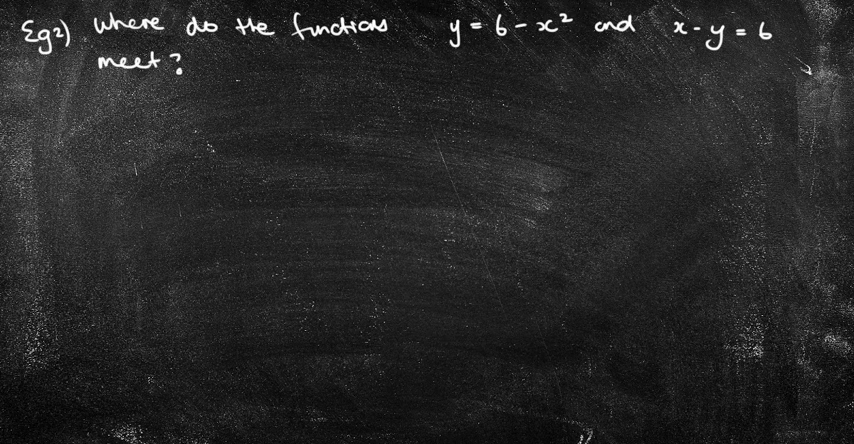 Eg2) Where do the functions y = 6 - x² and x - y = 6
meet?